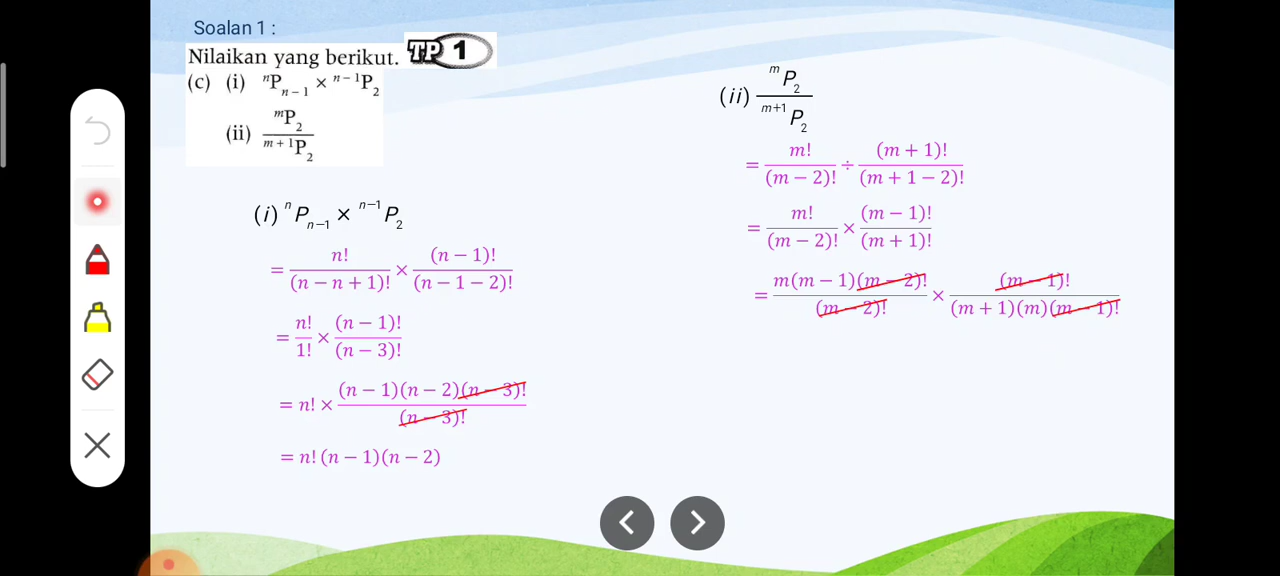 Soalan 1 :
Nilaikan yang berikut. TP 1
(c) (i) ⁿPₙ₋₁ × ⁿ⁻¹P₂
(ii) ᵐP₂ / ᵐ⁺¹P₂
(i) ⁿPₙ₋₁ × ⁿ⁻¹P₂
= n! / (n − n + 1)! × (n − 1)! / (n − 1 − 2)!
= n! / 1! × (n − 1)! / (n − 3)!
= n! × (n − 1)(n − 2)(n − 3)! / (n − 3)!
= n! (n − 1)(n − 2)
(ii) ᵐP₂ / ᵐ⁺¹P₂
= m! / (m − 2)! ÷ (m + 1)! / (m + 1 − 2)!
= m! / (m − 2)! × (m − 1)! / (m + 1)!
= m(m − 1)(m − 2)! / (m − 2)! × (m − 1)! / (m + 1)(m)(m − 1)!